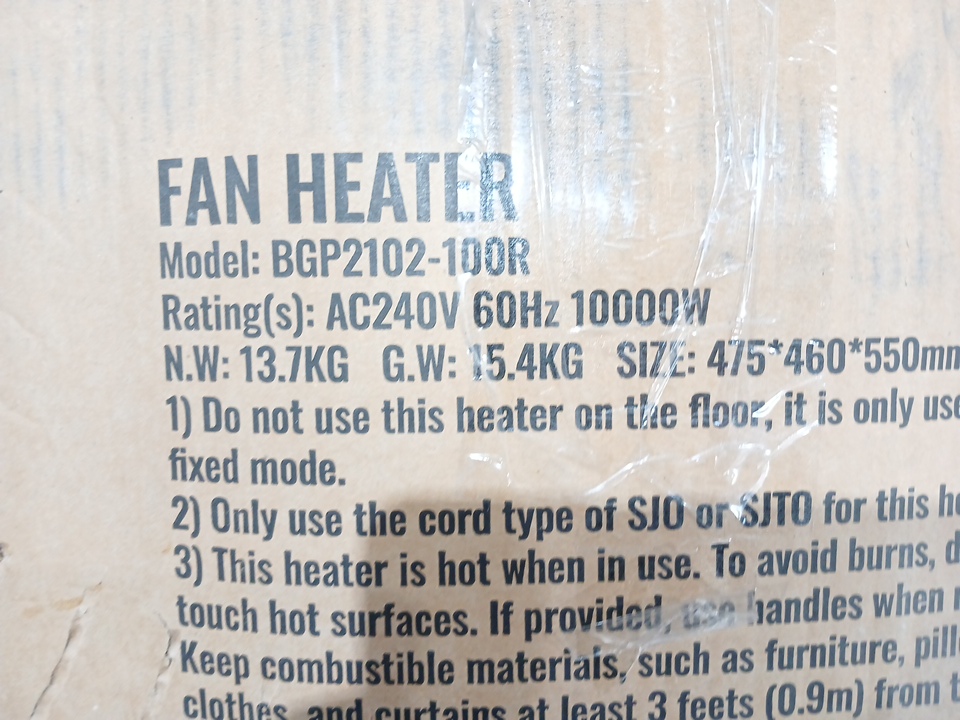 FAN HEATER
Model: BGP2102-100R
Rating(s): AC240V 60Hz 10000W
N.W: 13.7KG G.W: 15.4KG SIZE: 475*460*550mm
1) Do not use this heater on the floor, it is only use
fixed mode.
2) Only use the cord type of SJO or SJTO for this he
3) This heater is hot when in use. To avoid burns, d
touch hot surfaces. If provided, use handles when
Keep combustible materials, such as furniture, pill
clothes, and curtains at least 3 feets (0.9m) from t